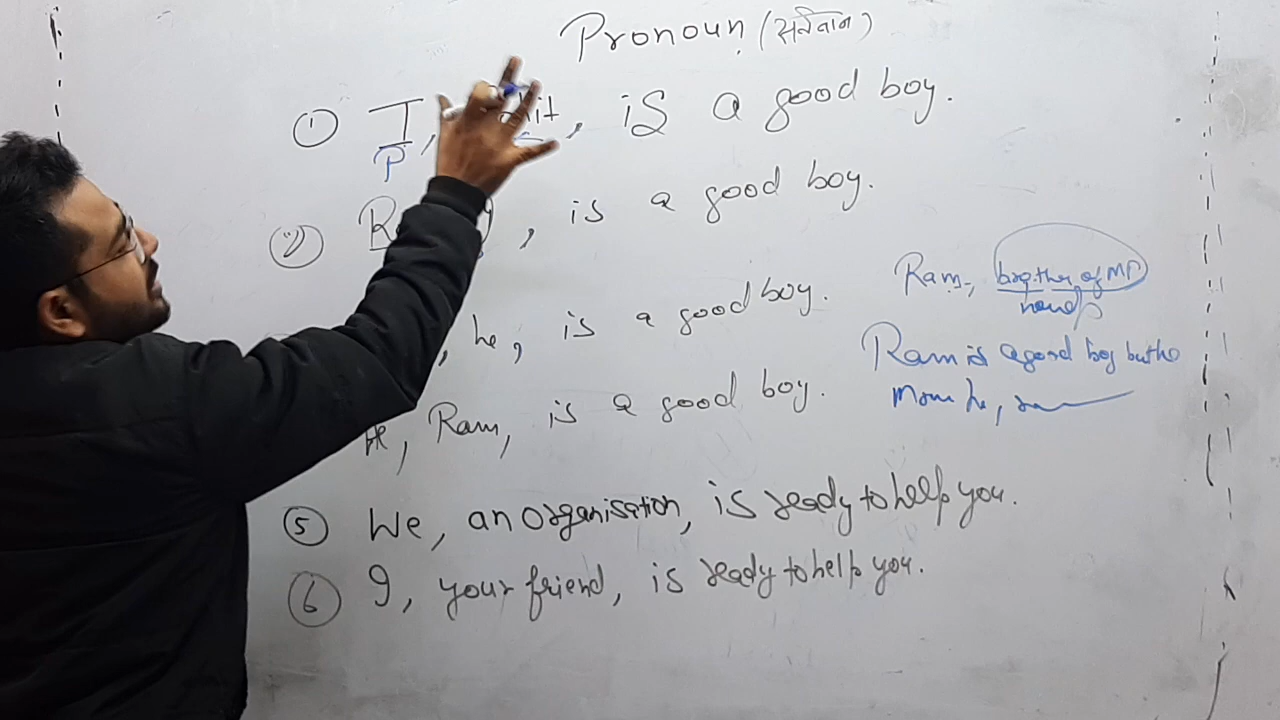 Pronoun (सर्वनाम)
① I, is a good boy.
P
② , is a good boy.
, he, is a good boy.
He, Ram, is a good boy.
⑤ We, an organisation, is ready to help you.
⑥ I, your friend, is ready to help you.
Ram, brother of MP
Ram is a good boy but he